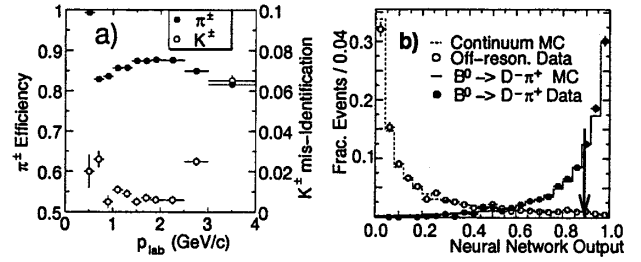 a)
π±
K±
1
0.9
0.8
0.7
0.6
0.5
π± Efficiency
0.1
0.08
0.06
0.04
0.02
0
K± mis-Identification
0 1 2 3 4
p_lab (GeV/c)
b)
Continuum MC
Off-reson. Data
B⁰ -> D⁻π⁺ MC
B⁰ -> D⁻π⁺ Data
0.3
0.2
0.1
Frac. Events / 0.04
0.0 0.2 0.4 0.6 0.8 1.0
Neural Network Output